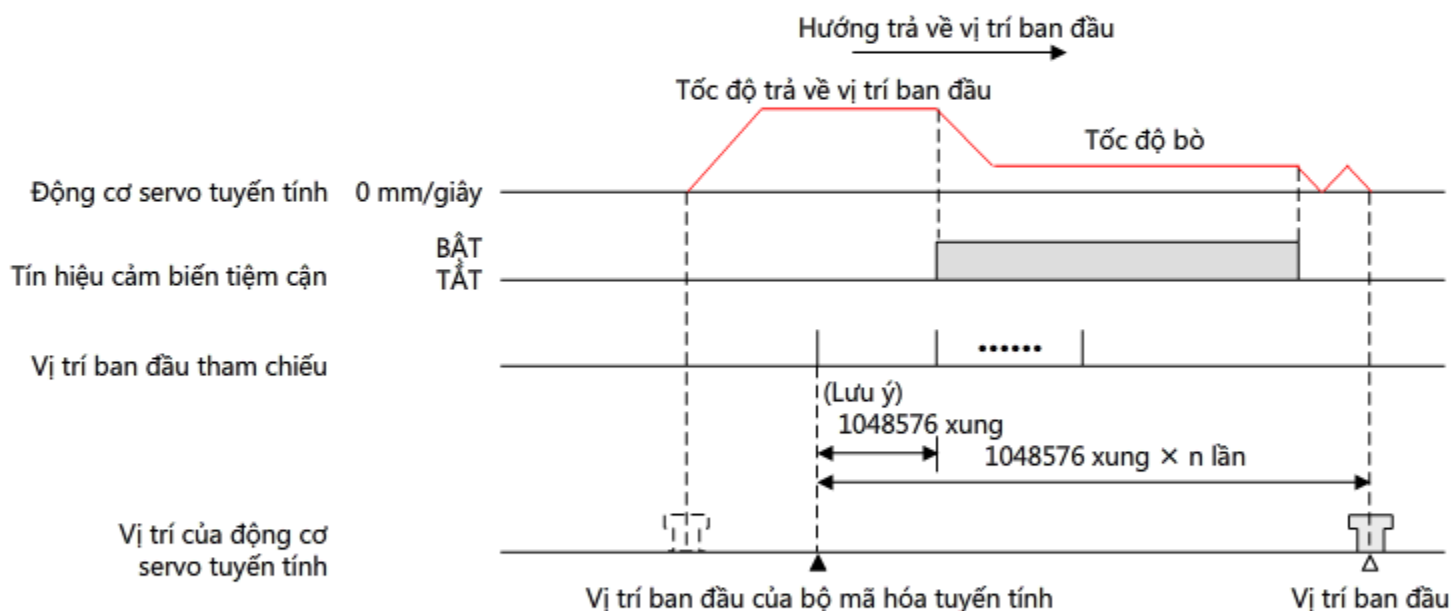 Hướng trả về vị trí ban đầu
Tốc độ trả về vị trí ban đầu
Tốc độ bò
Động cơ servo tuyến tính 0 mm/giây
BẬT
Tín hiệu cảm biến tiệm cận TẮT
Vị trí ban đầu tham chiếu
(Lưu ý)
1048576 xung
1048576 xung × n lần
Vị trí của động cơ
servo tuyến tính
Vị trí ban đầu của bộ mã hóa tuyến tính Vị trí ban đầu